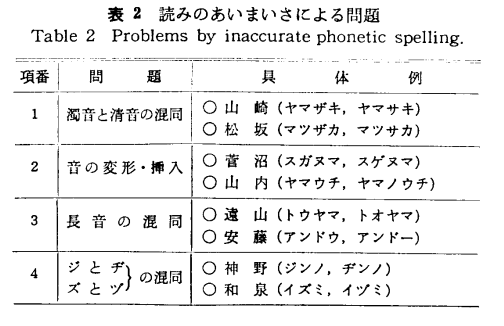 表 2 読みのあいまいさによる問題
Table 2 Problems by inaccurate phonetic spelling.
項番 問題 具体例
1 濁音と清音の混同 ○山崎(ヤマザキ,ヤマサキ)
○松坂(マツザカ,マツサカ)
2 音の変形・挿入 ○菅沼(スガヌマ,スゲヌマ)
○山内(ヤマウチ,ヤマノウチ)
3 長音の混同 ○遠山(トウヤマ,トオヤマ)
○安藤(アンドウ,アンドー)
4 ジとヂ
ズとヅ}の混同 ○神野(ジンノ,ヂンノ)
○和泉(イズミ,イヅミ)